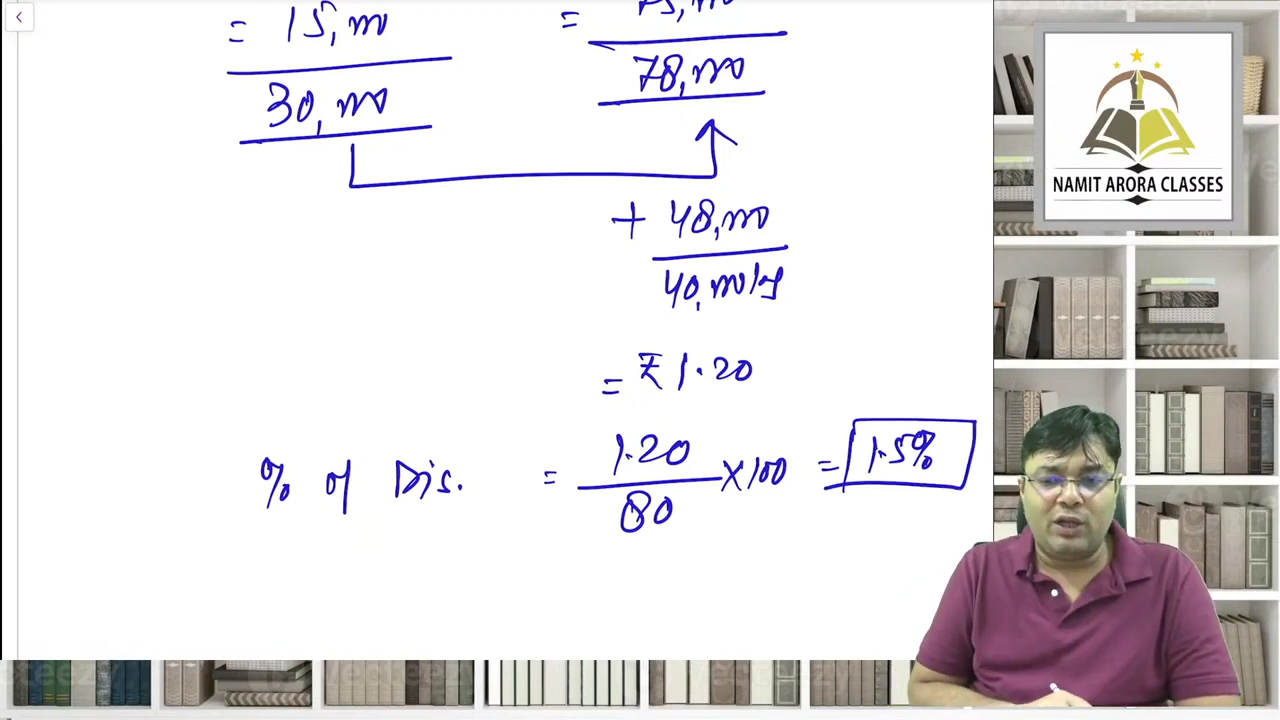 = 15,000
30,000
=
78,000
+ 48,000
40,000 kg
= ₹ 1.20
% of Dis. = 1.20 / 80 × 100 = 1.5%
NAMIT ARORA CLASSES